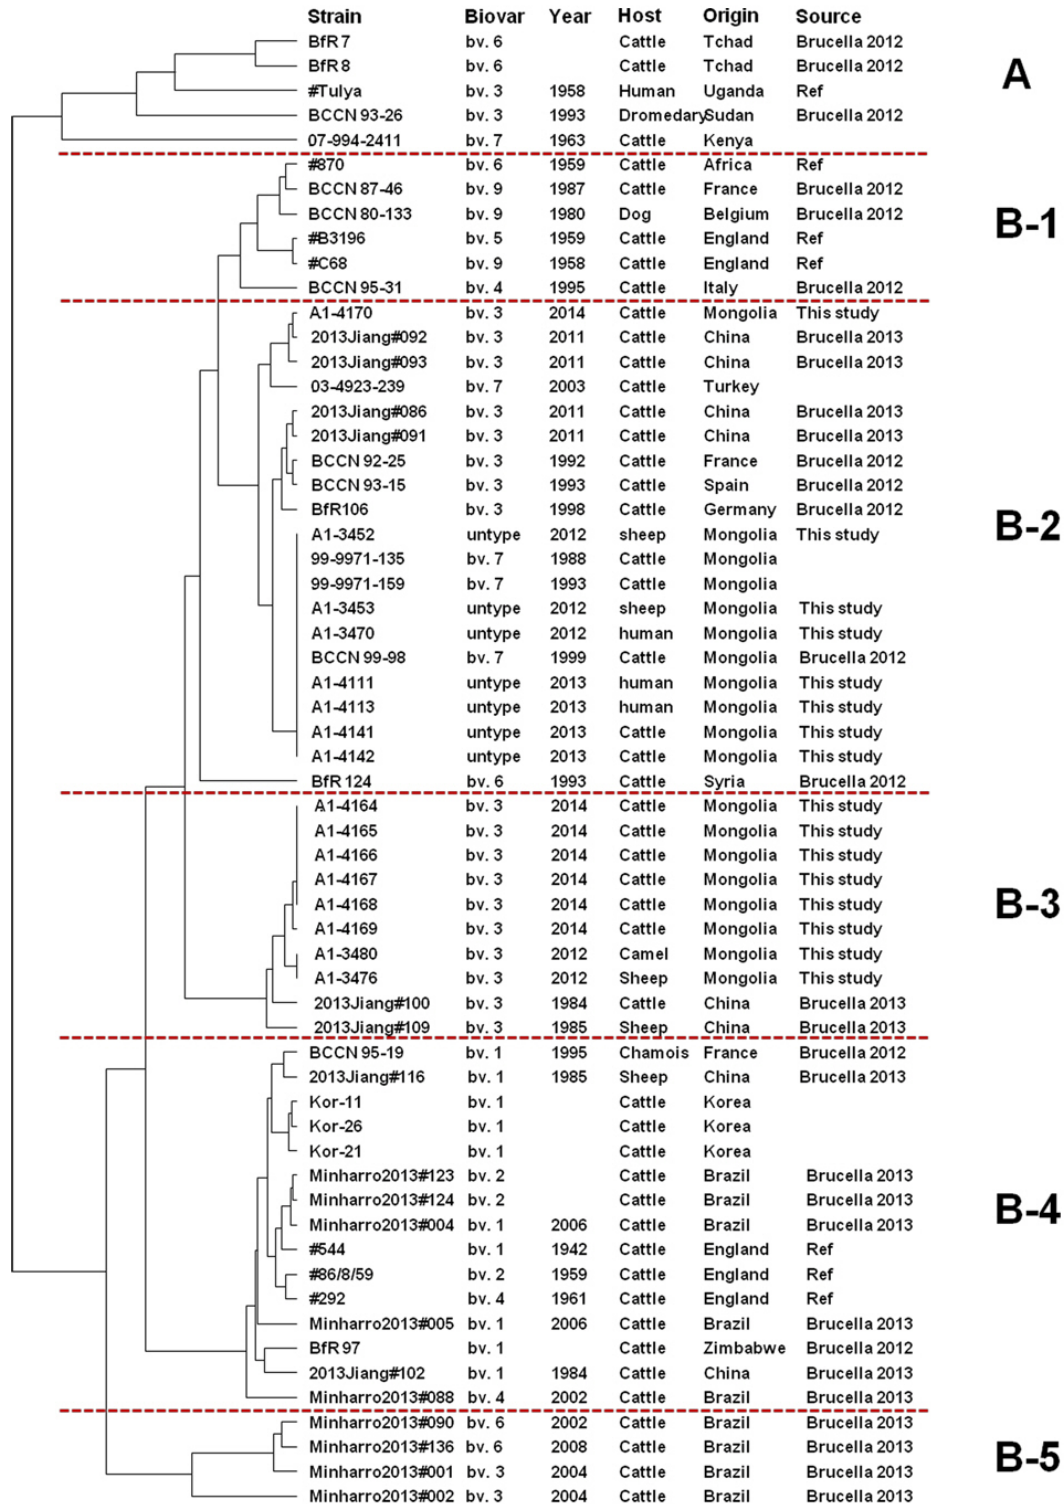 Strain Biovar Year Host Origin Source
BfR 7 bv. 6 Cattle Tchad Brucella 2012
BfR 8 bv. 6 Cattle Tchad Brucella 2012
A
#Tulya bv. 3 1958 Human Uganda Ref
BCCN 93-26 bv. 3 1993 Dromedary Sudan Brucella 2012
07-994-2411 bv. 7 1963 Cattle Kenya
#870 bv. 6 1959 Cattle Africa Ref
BCCN 87-46 bv. 9 1987 Cattle France Brucella 2012
BCCN 80-133 bv. 9 1980 Dog Belgium Brucella 2012
B-1
#B3196 bv. 5 1959 Cattle England Ref
#C68 bv. 9 1958 Cattle England Ref
BCCN 95-31 bv. 4 1995 Cattle Italy Brucella 2012
A1-4170 bv. 3 2014 Cattle Mongolia This study
2013Jiang#092 bv. 3 2011 Cattle China Brucella 2013
2013Jiang#093 bv. 3 2011 Cattle China Brucella 2013
03-4923-239 bv. 7 2003 Cattle Turkey
2013Jiang#086 bv. 3 2011 Cattle China Brucella 2013
2013Jiang#091 bv. 3 2011 Cattle China Brucella 2013
BCCN 92-25 bv. 3 1992 Cattle France Brucella 2012
BCCN 93-15 bv. 3 1993 Cattle Spain Brucella 2012
BfR106 bv. 3 1998 Cattle Germany Brucella 2012
B-2
A1-3452 untype 2012 sheep Mongolia This study
99-9971-135 bv. 7 1988 Cattle Mongolia
99-9971-159 bv. 7 1993 Cattle Mongolia
A1-3453 untype 2012 sheep Mongolia This study
A1-3470 untype 2012 human Mongolia This study
BCCN 99-98 bv. 7 1999 Cattle Mongolia Brucella 2012
A1-4111 untype 2013 human Mongolia This study
A1-4113 untype 2013 human Mongolia This study
A1-4141 untype 2013 Cattle Mongolia This study
A1-4142 untype 2013 Cattle Mongolia This study
BfR 124 bv. 6 1993 Cattle Syria Brucella 2012
A1-4164 bv. 3 2014 Cattle Mongolia This study
A1-4165 bv. 3 2014 Cattle Mongolia This study
A1-4166 bv. 3 2014 Cattle Mongolia This study
A1-4167 bv. 3 2014 Cattle Mongolia This study
A1-4168 bv. 3 2014 Cattle Mongolia This study
B-3
A1-4169 bv. 3 2014 Cattle Mongolia This study
A1-3480 bv. 3 2012 Camel Mongolia This study
A1-3476 bv. 3 2012 Sheep Mongolia This study
2013Jiang#100 bv. 3 1984 Cattle China Brucella 2013
2013Jiang#109 bv. 3 1985 Sheep China Brucella 2013
BCCN 95-19 bv. 1 1995 Chamois France Brucella 2012
2013Jiang#116 bv. 1 1985 Sheep China Brucella 2013
Kor-11 bv. 1 Cattle Korea
Kor-26 bv. 1 Cattle Korea
Kor-21 bv. 1 Cattle Korea
Minharro2013#123 bv. 2 Cattle Brazil Brucella 2013
Minharro2013#124 bv. 2 Cattle Brazil Brucella 2013
B-4
Minharro2013#004 bv. 1 2006 Cattle Brazil Brucella 2013
#544 bv. 1 1942 Cattle England Ref
#86/8/59 bv. 2 1959 Cattle England Ref
#292 bv. 4 1961 Cattle England Ref
Minharro2013#005 bv. 1 2006 Cattle Brazil Brucella 2013
BfR 97 bv. 1 Cattle Zimbabwe Brucella 2012
2013Jiang#102 bv. 1 1984 Cattle China Brucella 2013
Minharro2013#088 bv. 4 2002 Cattle Brazil Brucella 2013
Minharro2013#090 bv. 6 2002 Cattle Brazil Brucella 2013
Minharro2013#136 bv. 6 2008 Cattle Brazil Brucella 2013
B-5
Minharro2013#001 bv. 3 2004 Cattle Brazil Brucella 2013
Minharro2013#002 bv. 3 2004 Cattle Brazil Brucella 2013